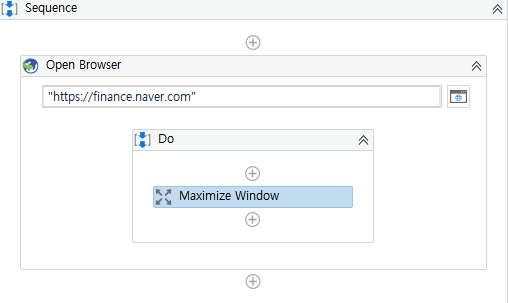 Sequence
Open Browser
"https://finance.naver.com"
Do
Maximize Window